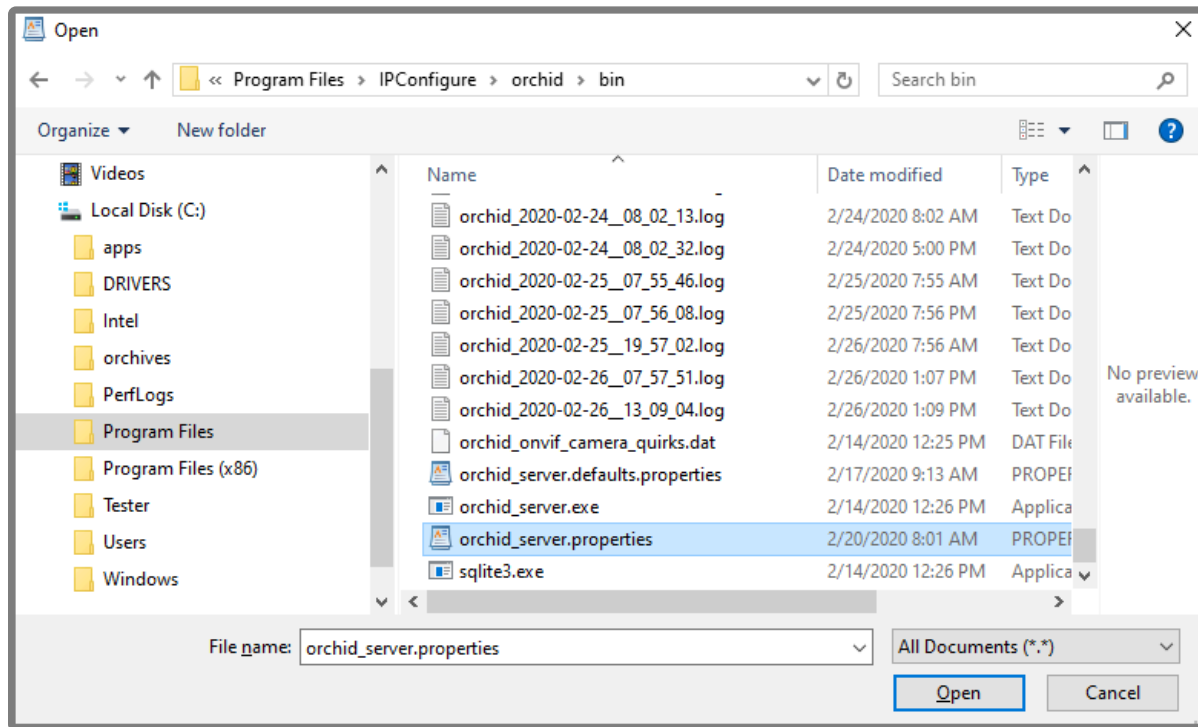 Open
« Program Files › IPConfigure › orchid › bin
Search bin
Organize
New folder
Videos
Local Disk (C:)
apps
DRIVERS
Intel
orchives
PerfLogs
Program Files
Program Files (x86)
Tester
Users
Windows
Name Date modified Type
orchid_2020-02-24__08_02_13.log 2/24/2020 8:02 AM Text Do
orchid_2020-02-24__08_02_32.log 2/24/2020 5:00 PM Text Do
orchid_2020-02-25__07_55_46.log 2/25/2020 7:55 AM Text Do
orchid_2020-02-25__07_56_08.log 2/25/2020 7:56 PM Text Do
orchid_2020-02-25__19_57_02.log 2/26/2020 7:56 AM Text Do
orchid_2020-02-26__07_57_51.log 2/26/2020 1:07 PM Text Do
orchid_2020-02-26__13_09_04.log 2/26/2020 1:09 PM Text Do
orchid_onvif_camera_quirks.dat 2/14/2020 12:25 PM DAT File
orchid_server.defaults.properties 2/17/2020 9:13 AM PROPER
orchid_server.exe 2/14/2020 12:26 PM Applica
orchid_server.properties 2/20/2020 8:01 AM PROPER
sqlite3.exe 2/14/2020 12:26 PM Applica
No preview
available.
File name: orchid_server.properties
All Documents (*.*)
Open
Cancel